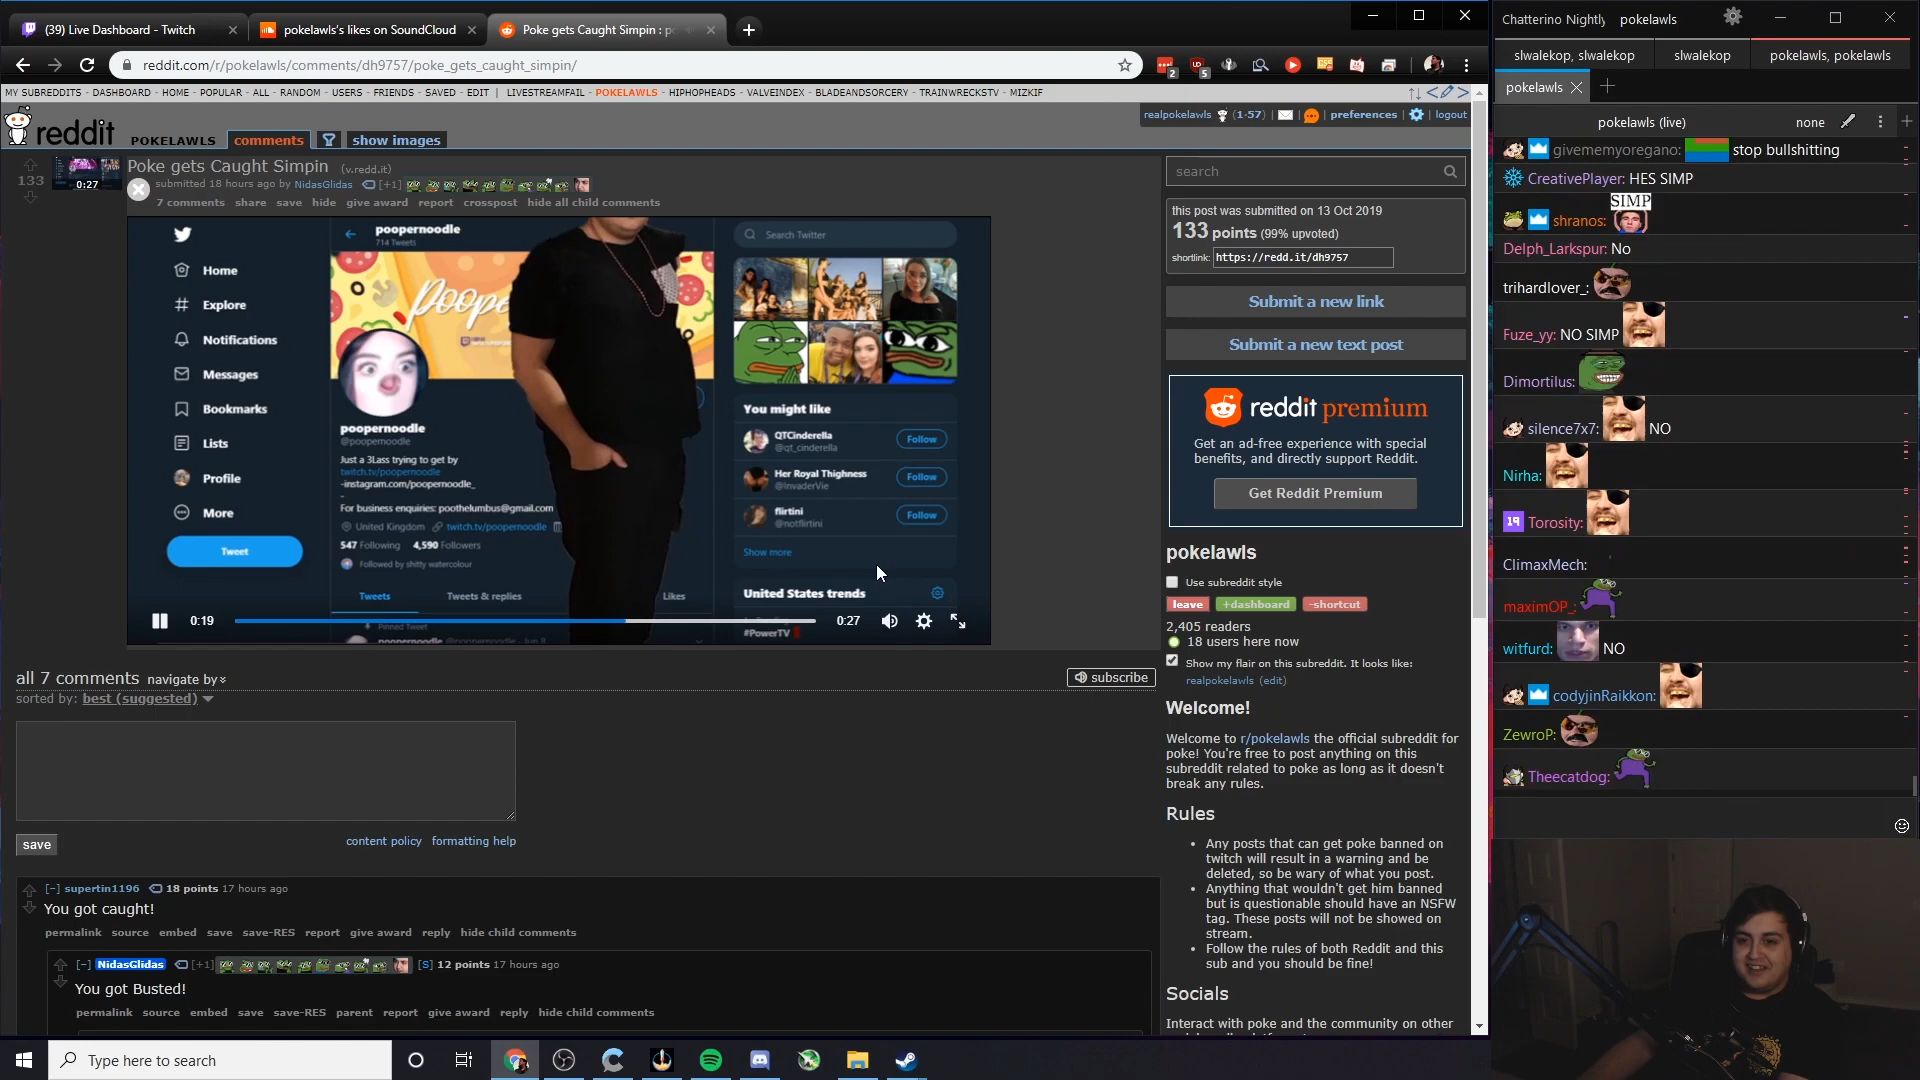 (39) Live Dashboard - Twitch
pokelawls's likes on SoundCloud
Poke gets Caught Simpin : p
reddit.com/r/pokelawls/comments/dh9757/poke_gets_caught_simpin/
2
5
MY SUBREDDITS - DASHBOARD - HOME - POPULAR - ALL - RANDOM - USERS - FRIENDS - SAVED - EDIT | LIVESTREAMFAIL - POKELAWLS - HIPHOPHEADS - VALVEINDEX - BLADEANDSORCERY - TRAINWRECKSTV - MIZKIF
realpokelawls (1·57) | preferences | logout
reddit POKELAWLS comments show images
133
0:27
Poke gets Caught Simpin (v.redd.it)
submitted 18 hours ago by NidasGlidas [+1]
7 comments share save hide give award report crosspost hide all child comments
poopernoodle
714 Tweets
Search Twitter
Home
Explore
Notifications
Messages
Bookmarks
Lists
Profile
More
Tweet
poopernoodle
@poopernoodle
Just a 3Lass trying to get by
twitch.tv/poopernoodle
-instagram.com/poopernoodle_
-
For business enquiries: poothelumbus@gmail.com
United Kingdom twitch.tv/poopernoodle
547 Following 4,590 Followers
Followed by shitty watercolour
Tweets Tweets & replies Likes
Pinned Tweet
You might like
QTCinderella
@qt_cinderella
Follow
Her Royal Thighness
@InvaderVie
Follow
flirtini
@notflirtini
Follow
Show more
United States trends
#PowerTV
0:19
0:27
all 7 comments navigate by
subscribe
sorted by: best (suggested)
save
content policy formatting help
[-] supertin1196 18 points 17 hours ago
You got caught!
permalink source embed save save-RES report give award reply hide child comments
[-] NidasGlidas [+1] [S] 12 points 17 hours ago
You got Busted!
permalink source embed save save-RES parent report give award reply hide child comments
search
this post was submitted on 13 Oct 2019
133 points (99% upvoted)
shortlink: https://redd.it/dh9757
Submit a new link
Submit a new text post
reddit premium
Get an ad-free experience with special
benefits, and directly support Reddit.
Get Reddit Premium
pokelawls
Use subreddit style
leave +dashboard -shortcut
2,405 readers
18 users here now
Show my flair on this subreddit. It looks like:
realpokelawls (edit)
Welcome!
Welcome to r/pokelawls the official subreddit for
poke! You're free to post anything on this
subreddit related to poke as long as it doesn't
break any rules.
Rules
• Any posts that can get poke banned on
twitch will result in a warning and be
deleted, so be wary of what you post.
• Anything that wouldn't get him banned
but is questionable should have an NSFW
tag. These posts will not be showed on
stream.
• Follow the rules of both Reddit and this
sub and you should be fine!
Socials
Interact with poke and the community on other
Type here to search
Chatterino Nightly pokelawls
slwalekop, slwalekop
slwalekop
pokelawls, pokelawls
pokelawls
pokelawls (live)
none
givememyoregano: stop bullshitting
CreativePlayer: HES SIMP
SIMP
shranos:
Delph_Larkspur: No
trihardlover_:
Fuze_yy: NO SIMP
Dimortilus:
silence7x7: NO
Nirha:
19 Torosity:
ClimaxMech:
maximOP_:
witfurd: NO
codyjinRaikkon:
ZewroP:
Theecatdog: